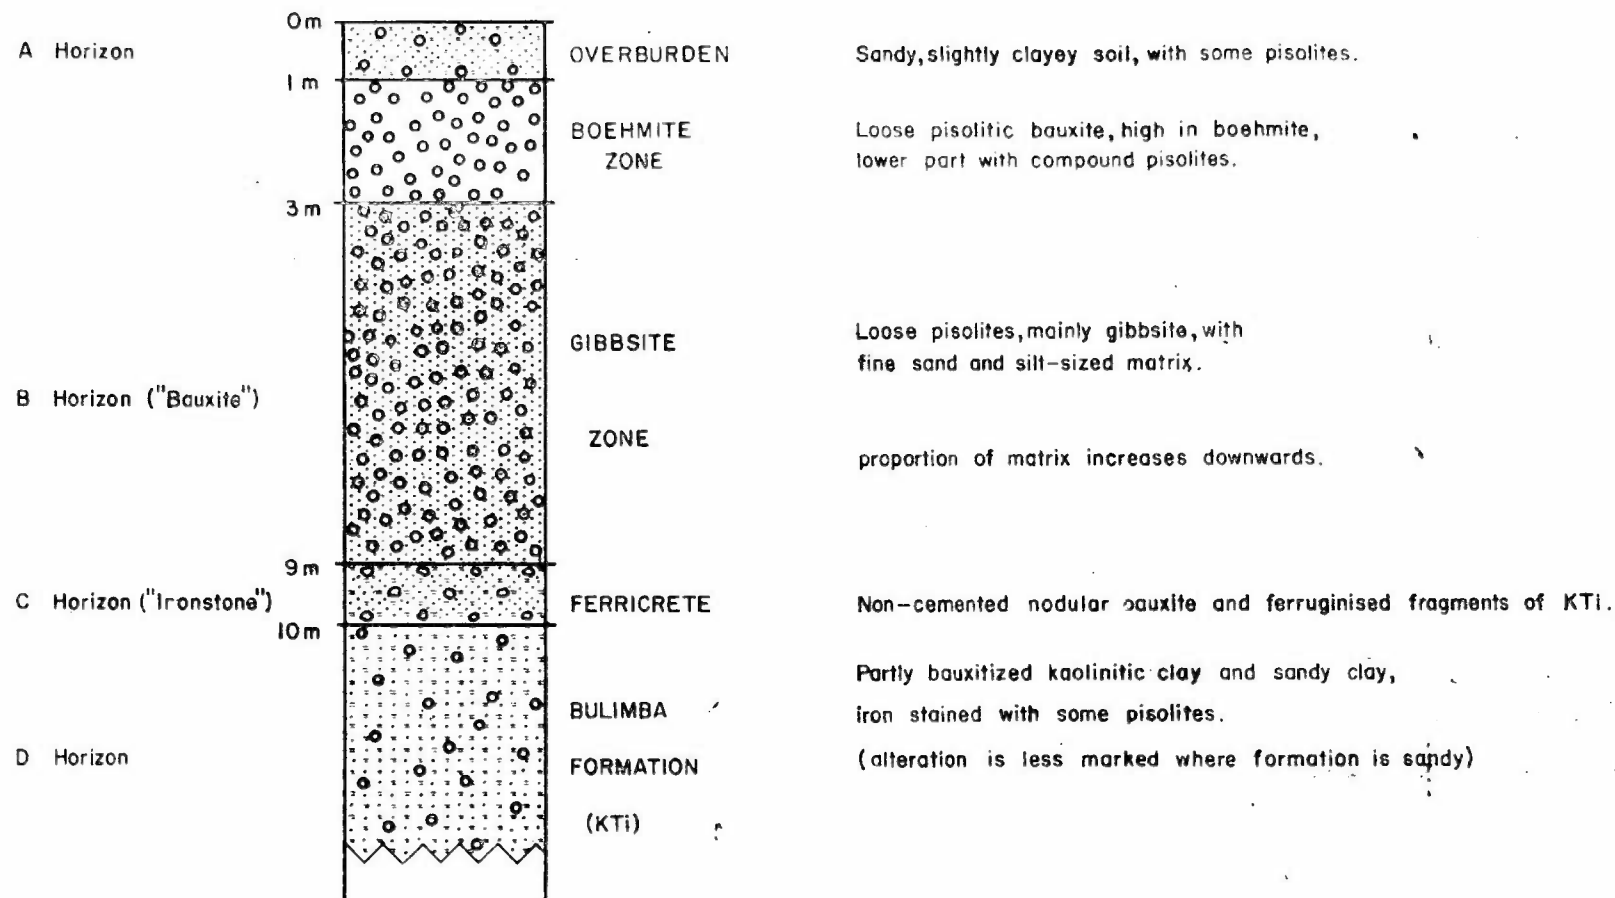 0m
A Horizon
OVERBURDEN
Sandy, slightly clayey soil, with some pisolites.
1 m
BOEHMITE
ZONE
Loose pisolitic bauxite, high in boehmite,
lower part with compound pisolites.
3 m
GIBBSITE
ZONE
Loose pisolites, mainly gibbsite, with
fine sand and silt-sized matrix.
B Horizon ("Bauxite")
proportion of matrix increases downwards.
9 m
C Horizon ("Ironstone")
FERRICRETE
Non-cemented nodular bauxite and ferruginised fragments of KTi.
10 m
D Horizon
BULIMBA
FORMATION
(KTi)
Partly bauxitized kaolinitic clay and sandy clay,
iron stained with some pisolites.
(alteration is less marked where formation is sandy)